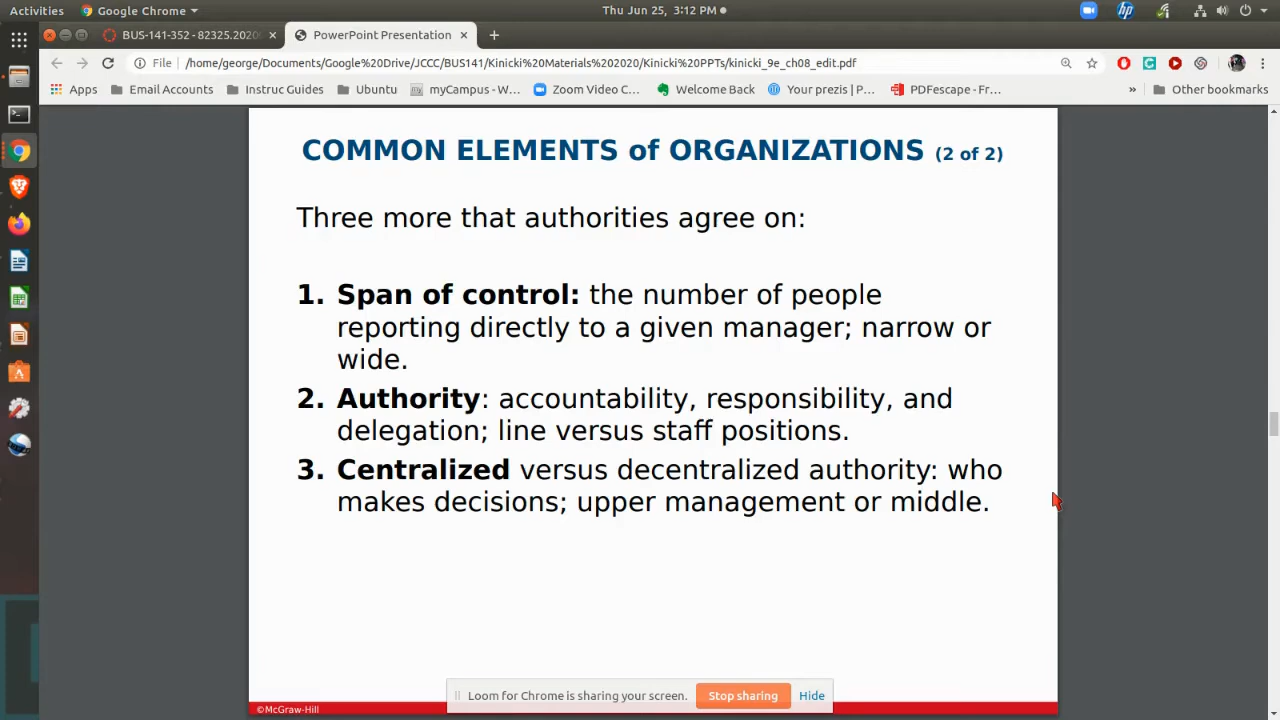 Activities Google Chrome Thu Jun 25, 3:12 PM
BUS-141-352 - 82325.2020 PowerPoint Presentation
File /home/george/Documents/Google%20Drive/JCCC/BUS141/Kinicki%20Materials%202020/Kinicki%20PPTs/kinicki_9e_ch08_edit.pdf
Apps Email Accounts Instruc Guides Ubuntu myCampus - W... Zoom Video C... Welcome Back Your prezis | P... PDFescape - Fr... » Other bookmarks
COMMON ELEMENTS of ORGANIZATIONS (2 of 2)
Three more that authorities agree on:
1. Span of control: the number of people
reporting directly to a given manager; narrow or
wide.
2. Authority: accountability, responsibility, and
delegation; line versus staff positions.
3. Centralized versus decentralized authority: who
makes decisions; upper management or middle.
Loom for Chrome is sharing your screen. Stop sharing Hide
©McGraw-Hill